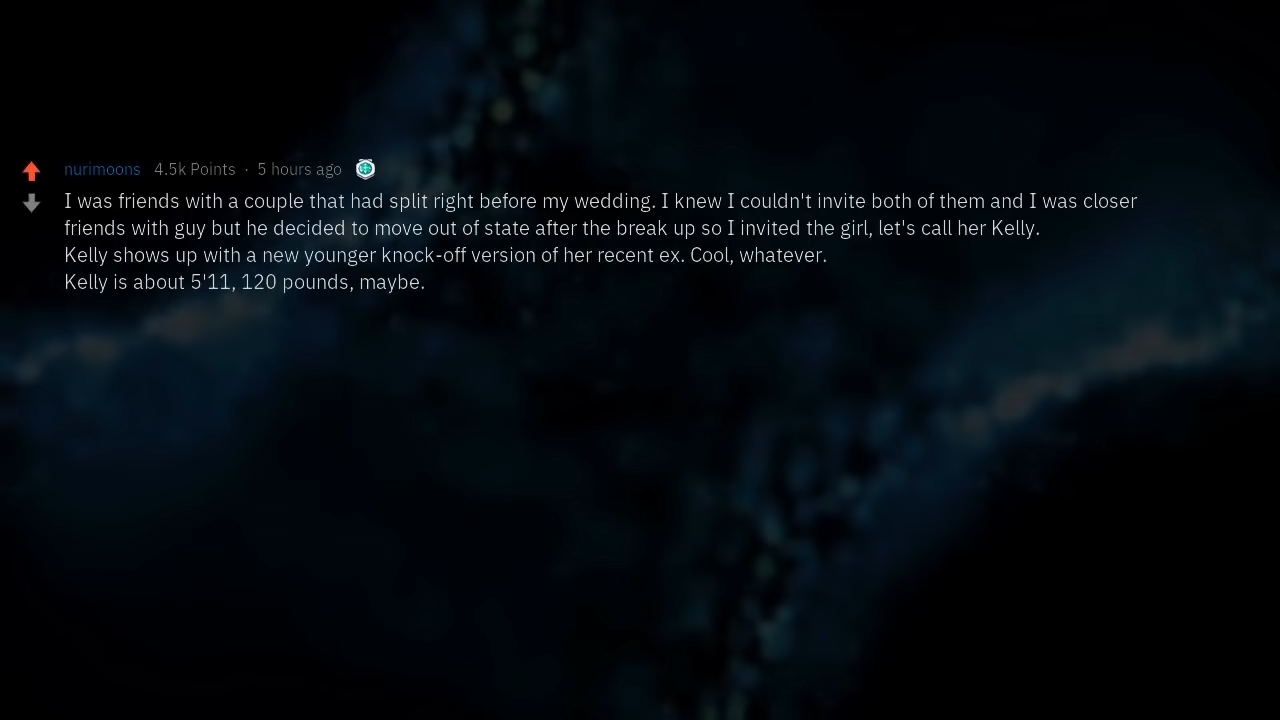 nurimoons 4.5k Points · 5 hours ago
I was friends with a couple that had split right before my wedding. I knew I couldn't invite both of them and I was closer
friends with guy but he decided to move out of state after the break up so I invited the girl, let's call her Kelly.
Kelly shows up with a new younger knock-off version of her recent ex. Cool, whatever.
Kelly is about 5'11, 120 pounds, maybe.